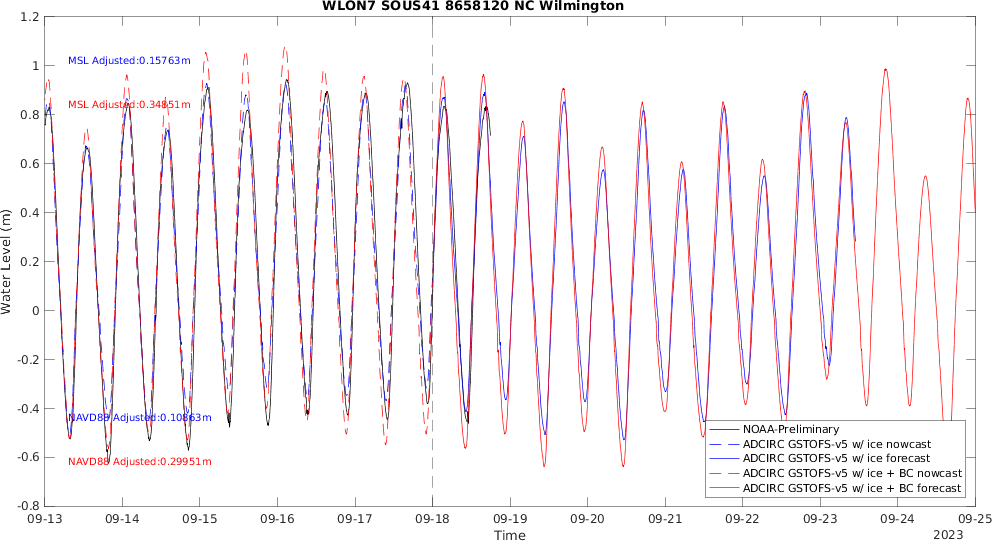 WLON7 SOUS41 8658120 NC Wilmington
1.2
1
0.8
0.6
0.4
0.2
0
-0.2
-0.4
-0.6
-0.8
Water Level (m)
MSL Adjusted:0.15763m
MSL Adjusted:0.34851m
NAVD88 Adjusted:0.10863m
NAVD88 Adjusted:0.29951m
NOAA-Preliminary
ADCIRC GSTOFS-v5 w/ ice nowcast
ADCIRC GSTOFS-v5 w/ ice forecast
ADCIRC GSTOFS-v5 w/ ice + BC nowcast
ADCIRC GSTOFS-v5 w/ ice + BC forecast
09-13 09-14 09-15 09-16 09-17 09-18 09-19 09-20 09-21 09-22 09-23 09-24 09-25
Time
2023